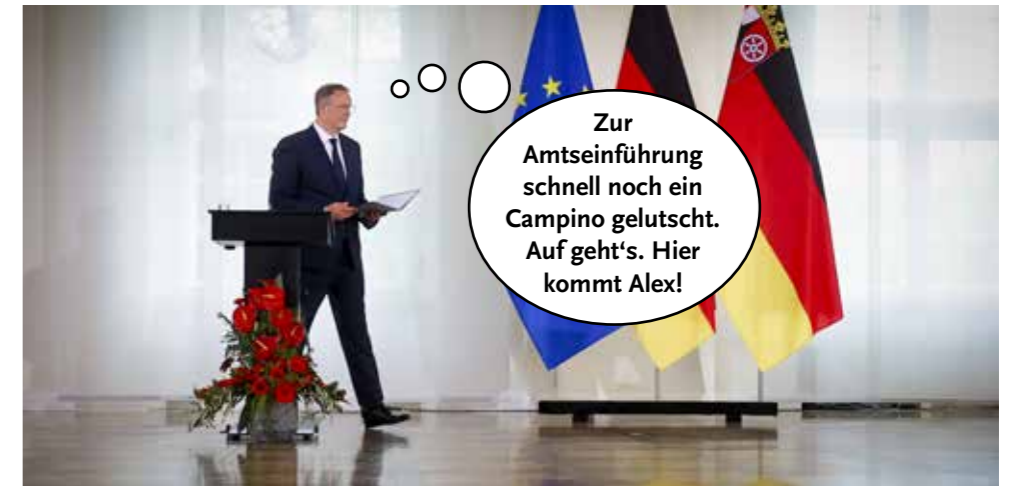 Zur
Amtseinführung
schnell noch ein
Campino gelutscht.
Auf geht‘s. Hier
kommt Alex!